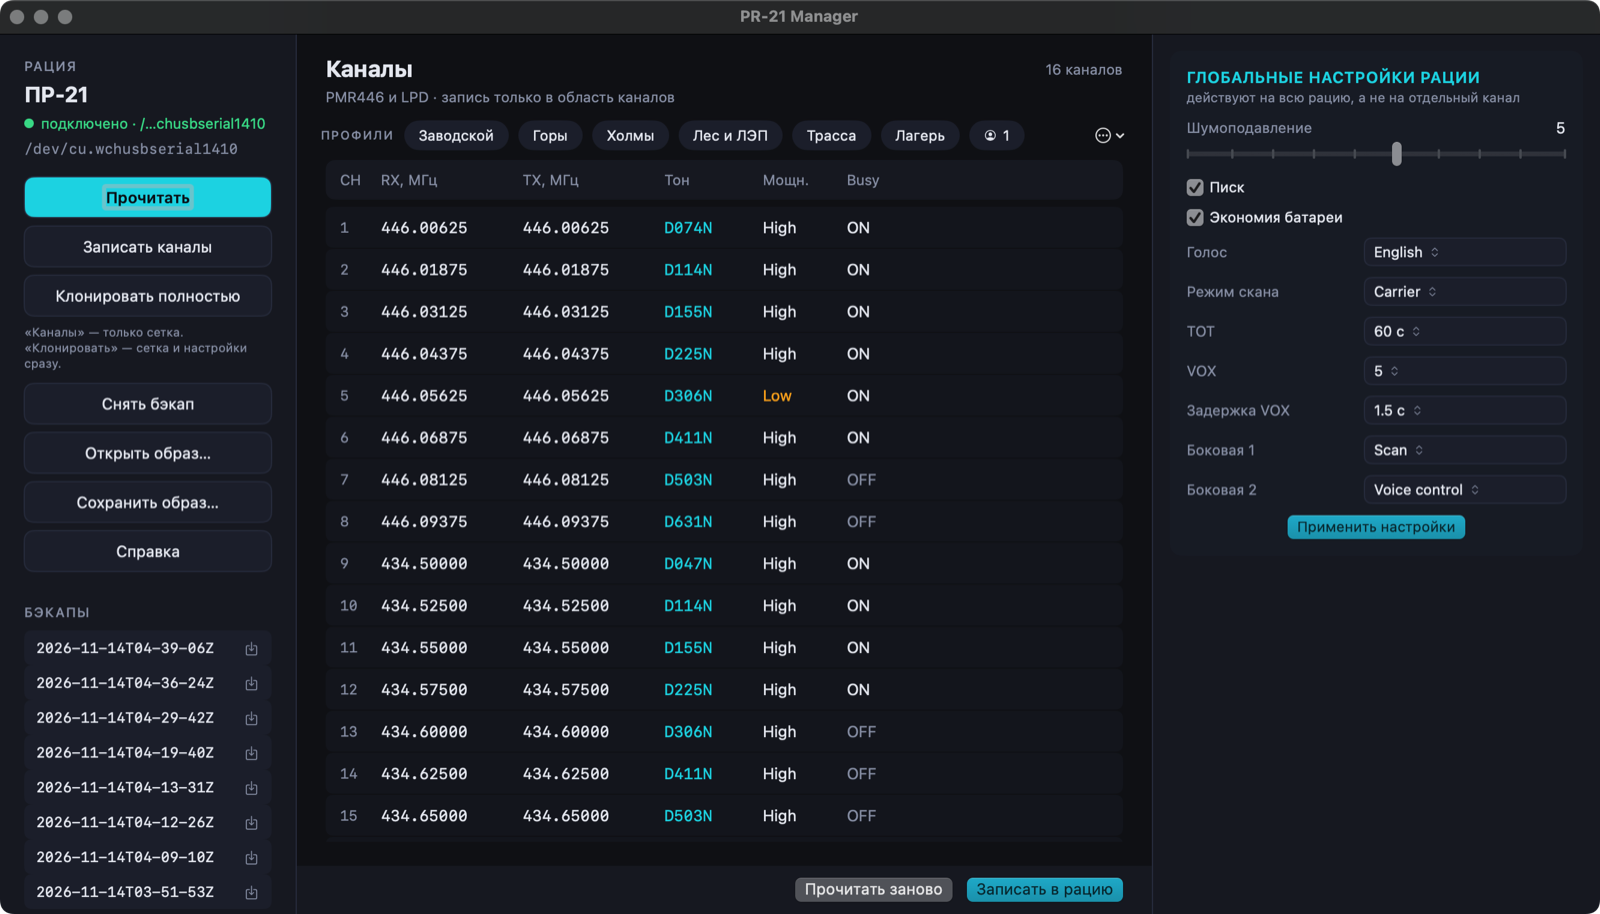 PR-21 Manager
РАЦИЯ
ПР-21
подключено · /...chusbserial1410
/dev/cu.wchusbserial1410
Прочитать
Записать каналы
Клонировать полностью
«Каналы» — только сетка.
«Клонировать» — сетка и настройки
сразу.
Снять бэкап
Открыть образ...
Сохранить образ...
Справка
БЭКАПЫ
2026-11-14T04-39-06Z
2026-11-14T04-36-24Z
2026-11-14T04-29-42Z
2026-11-14T04-19-40Z
2026-11-14T04-13-31Z
2026-11-14T04-12-26Z
2026-11-14T04-09-10Z
2026-11-14T03-51-53Z
Каналы
16 каналов
PMR446 и LPD · запись только в область каналов
ПРОФИЛИ Заводской Горы Холмы Лес и ЛЭП Трасса Лагерь 1
CH RX, МГц TX, МГц Тон Мощн. Busy
1 446.00625 446.00625 D074N High ON
2 446.01875 446.01875 D114N High ON
3 446.03125 446.03125 D155N High ON
4 446.04375 446.04375 D225N High ON
5 446.05625 446.05625 D306N Low ON
6 446.06875 446.06875 D411N High ON
7 446.08125 446.08125 D503N High OFF
8 446.09375 446.09375 D631N High OFF
9 434.50000 434.50000 D047N High ON
10 434.52500 434.52500 D114N High ON
11 434.55000 434.55000 D155N High ON
12 434.57500 434.57500 D225N High ON
13 434.60000 434.60000 D306N High OFF
14 434.62500 434.62500 D411N High OFF
15 434.65000 434.65000 D503N High OFF
Прочитать заново Записать в рацию
ГЛОБАЛЬНЫЕ НАСТРОЙКИ РАЦИИ
действуют на всю рацию, а не на отдельный канал
Шумоподавление 5
Писк
Экономия батареи
Голос English
Режим скана Carrier
TOT 60 с
VOX 5
Задержка VOX 1.5 с
Боковая 1 Scan
Боковая 2 Voice control
Применить настройки